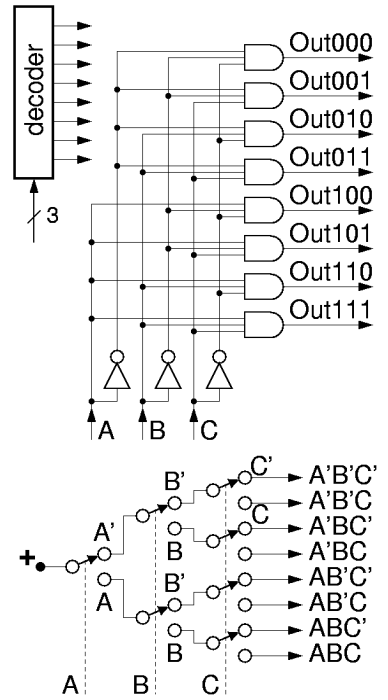 decoder
3
Out000
Out001
Out010
Out011
Out100
Out101
Out110
Out111
A B C
C'
A'B'C'
B'
A'B'C
A'
C
A'BC'
B
A'BC
+
B'
AB'C'
A
AB'C
ABC'
B
ABC
A B C